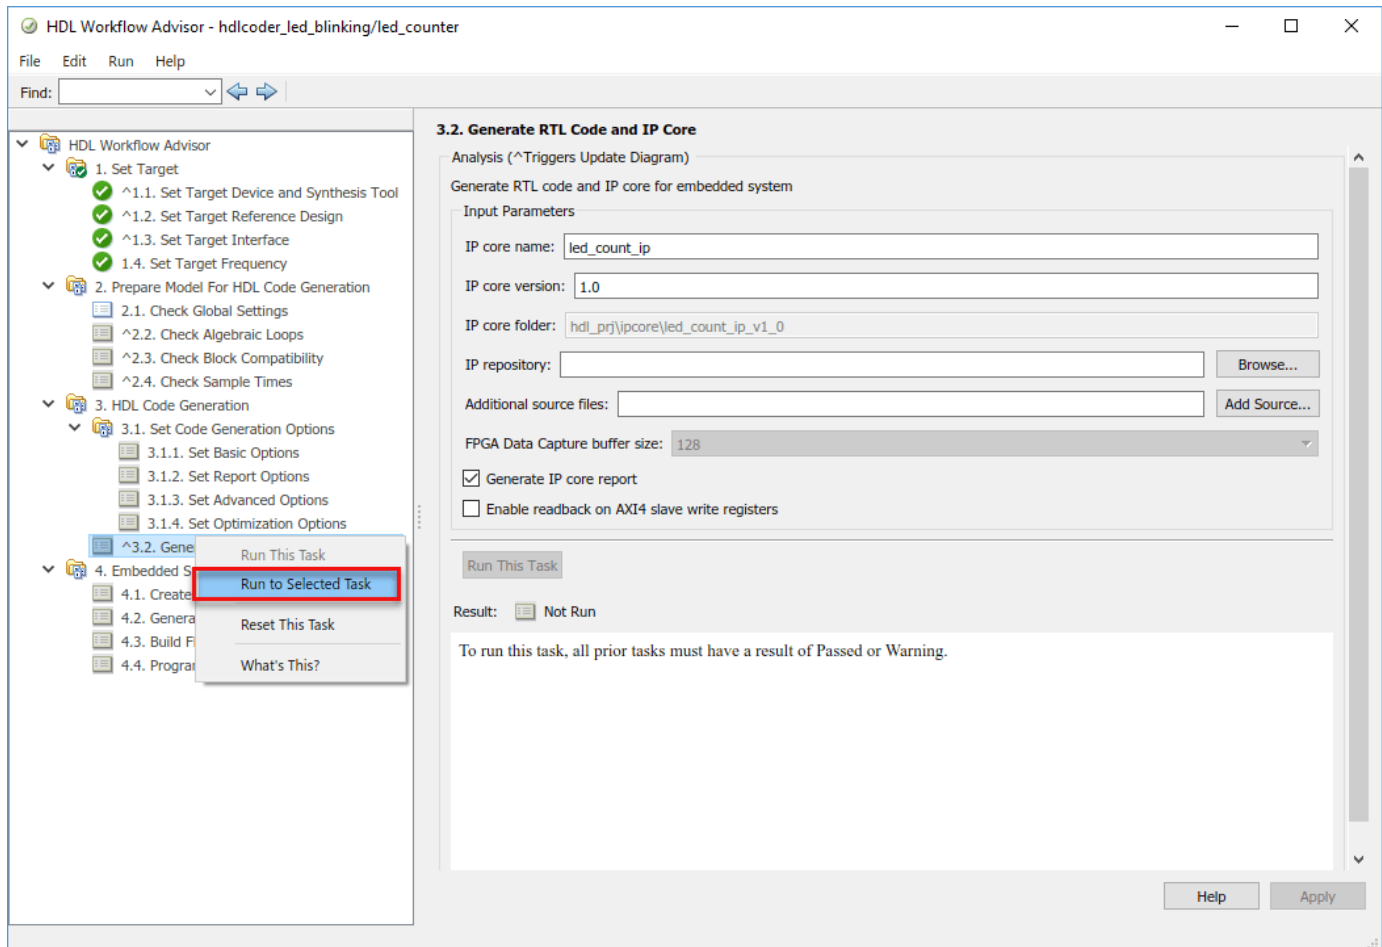 HDL Workflow Advisor - hdlcoder_led_blinking/led_counter
File Edit Run Help
Find:
HDL Workflow Advisor
1. Set Target
^1.1. Set Target Device and Synthesis Tool
^1.2. Set Target Reference Design
^1.3. Set Target Interface
1.4. Set Target Frequency
2. Prepare Model For HDL Code Generation
2.1. Check Global Settings
^2.2. Check Algebraic Loops
^2.3. Check Block Compatibility
^2.4. Check Sample Times
3. HDL Code Generation
3.1. Set Code Generation Options
3.1.1. Set Basic Options
3.1.2. Set Report Options
3.1.3. Set Advanced Options
3.1.4. Set Optimization Options
^3.2. Gene
4. Embedded S
4.1. Create
4.2. Genera
4.3. Build F
4.4. Progra
Run This Task
Run to Selected Task
Reset This Task
What's This?
3.2. Generate RTL Code and IP Core
Analysis (^Triggers Update Diagram)
Generate RTL code and IP core for embedded system
Input Parameters
IP core name: led_count_ip
IP core version: 1.0
IP core folder: hdl_prj\ipcore\led_count_ip_v1_0
IP repository: Browse...
Additional source files: Add Source...
FPGA Data Capture buffer size: 128
Generate IP core report
Enable readback on AXI4 slave write registers
Run This Task
Result: Not Run
To run this task, all prior tasks must have a result of Passed or Warning.
Help Apply